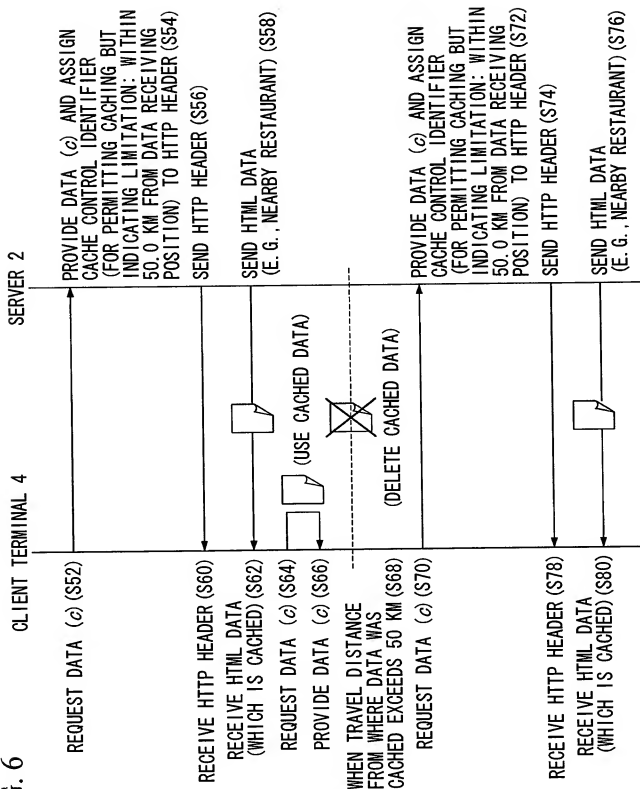 G. 6
CLIENT TERMINAL 4
SERVER 2
REQUEST DATA (c) (S52)
PROVIDE DATA (c) AND ASSIGN
CACHE CONTROL IDENTIFIER
(FOR PERMITTING CACHING BUT
INDICATING LIMITATION: WITHIN
50.0 KM FROM DATA RECEIVING
POSITION) TO HTTP HEADER (S54)
SEND HTTP HEADER (S56)
RECEIVE HTTP HEADER (S60)
SEND HTML DATA
(E.G., NEARBY RESTAURANT) (S58)
RECEIVE HTML DATA
(WHICH IS CACHED) (S62)
REQUEST DATA (c) (S64)
(USE CACHED DATA)
PROVIDE DATA (c) (S66)
WHEN TRAVEL DISTANCE
FROM WHERE DATA WAS
CACHED EXCEEDS 50 KM (S68)
(DELETE CACHED DATA)
REQUEST DATA (c) (S70)
PROVIDE DATA (c) AND ASSIGN
CACHE CONTROL IDENTIFIER
(FOR PERMITTING CACHING BUT
INDICATING LIMITATION: WITHIN
50.0 KM FROM DATA RECEIVING
POSITION) TO HTTP HEADER (S72)
SEND HTTP HEADER (S74)
RECEIVE HTTP HEADER (S78)
SEND HTML DATA
(E.G., NEARBY RESTAURANT) (S76)
RECEIVE HTML DATA
(WHICH IS CACHED) (S80)